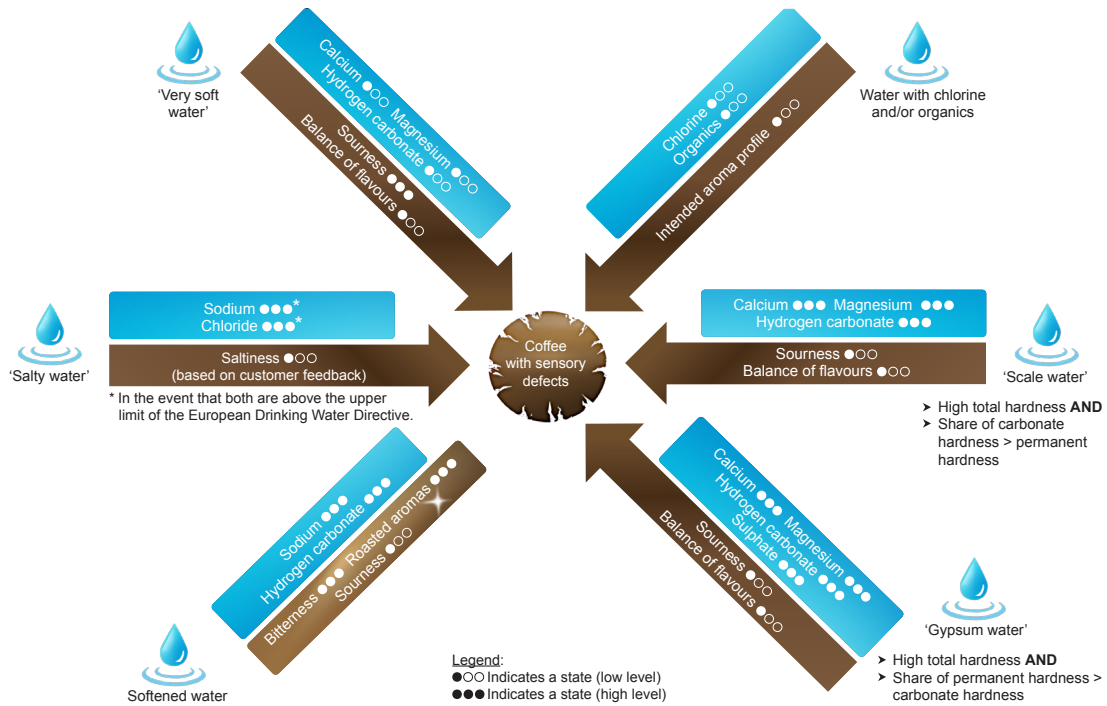 'Very soft
water'
Calcium ●○○ Magnesium ●○○
Hydrogen carbonate ●○○
Sourness ●●●
Balance of flavours ●○○
Chlorine ●○○
Organics ●○○
Intended aroma profile ●○○
Water with chlorine
and/or organics
'Salty water'
Sodium ●●●*
Chloride ●●●*
Saltiness ●○○
(based on customer feedback)
* In the event that both are above the upper
limit of the European Drinking Water Directive.
Coffee
with sensory
defects
Calcium ●●● Magnesium ●●●
Hydrogen carbonate ●●●
Sourness ●○○
Balance of flavours ●○○
'Scale water'
➤ High total hardness AND
➤ Share of carbonate
hardness > permanent
hardness
Sodium ●●●
Hydrogen carbonate ●●●
Bitterness ●●● Roasted aromas ●●●
Sourness ●○○
Softened water
Calcium ●●● Magnesium ●●●
Hydrogen carbonate ●●●
Sulphate ●●●
Sourness ●○○
Balance of flavours ●○○
'Gypsum water'
➤ High total hardness AND
➤ Share of permanent hardness >
carbonate hardness
Legend:
●○○ Indicates a state (low level)
●●● Indicates a state (high level)